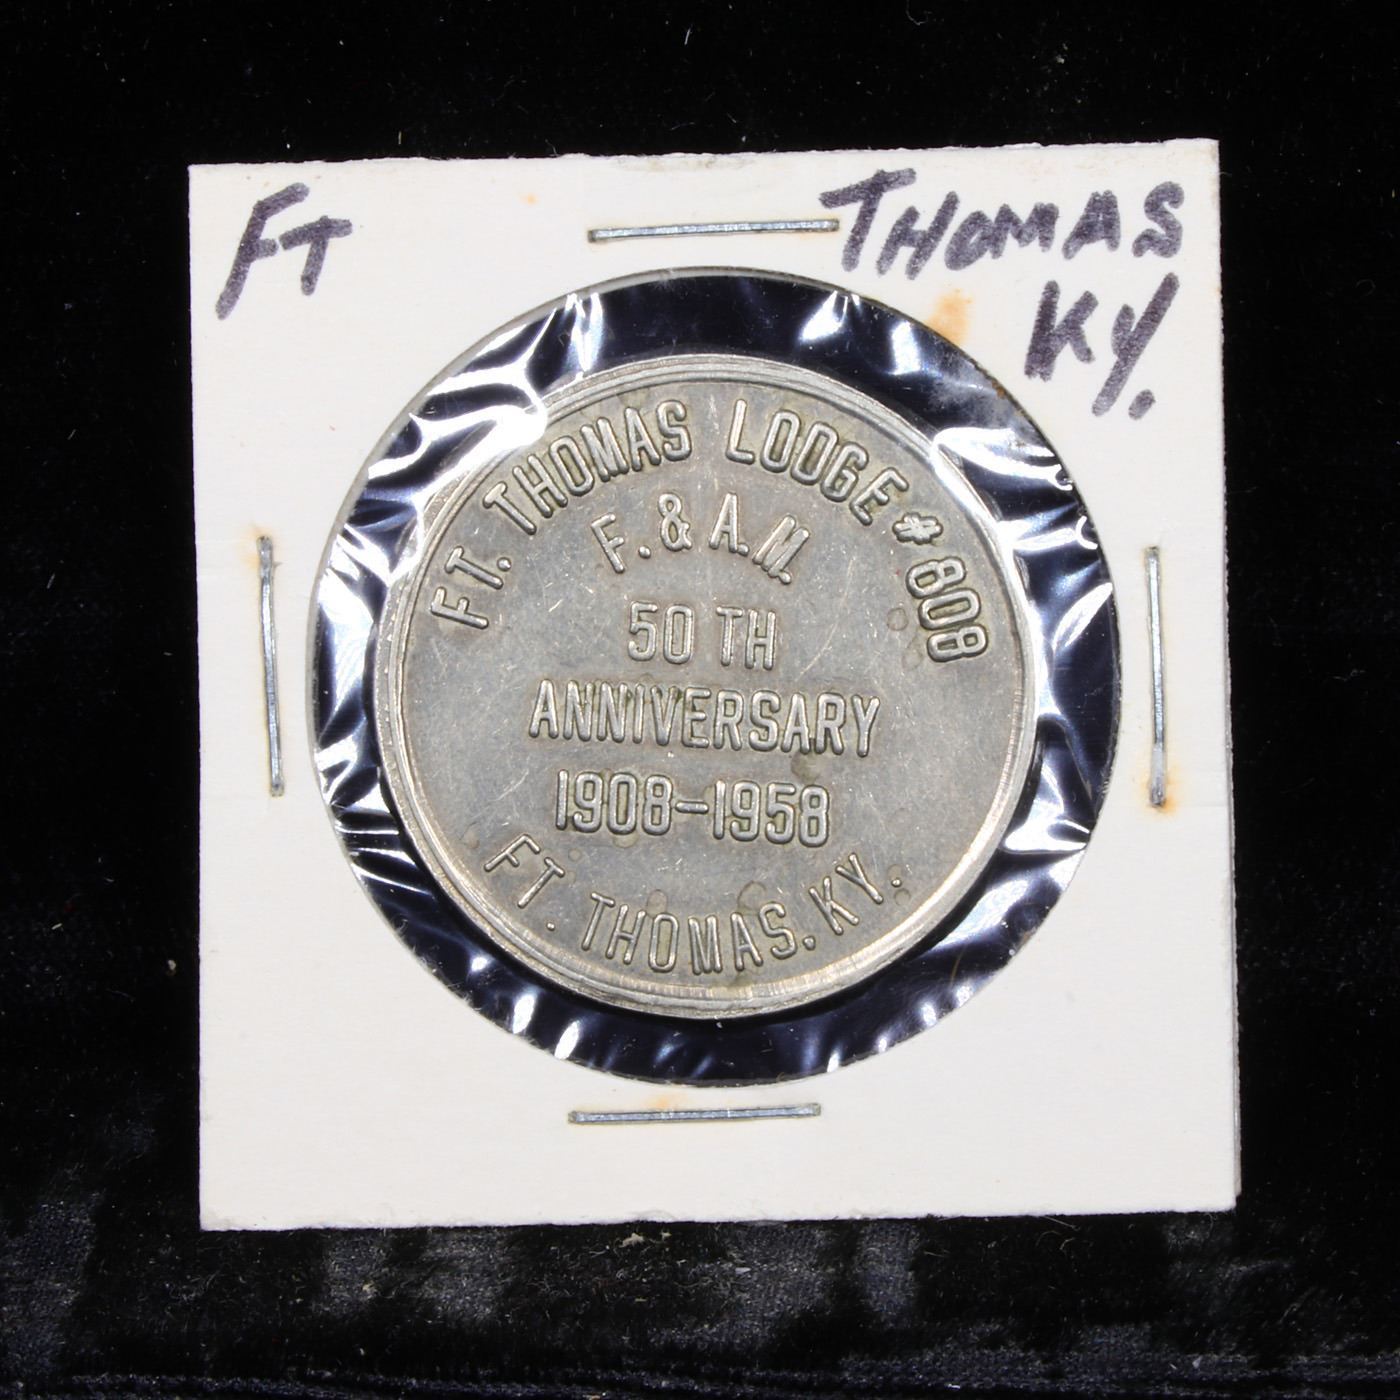 FT THOMAS
KY.
FT. THOMAS LODGE #808
F. & A.M.
50 TH
ANNIVERSARY
1908-1958
FT. THOMAS, KY.